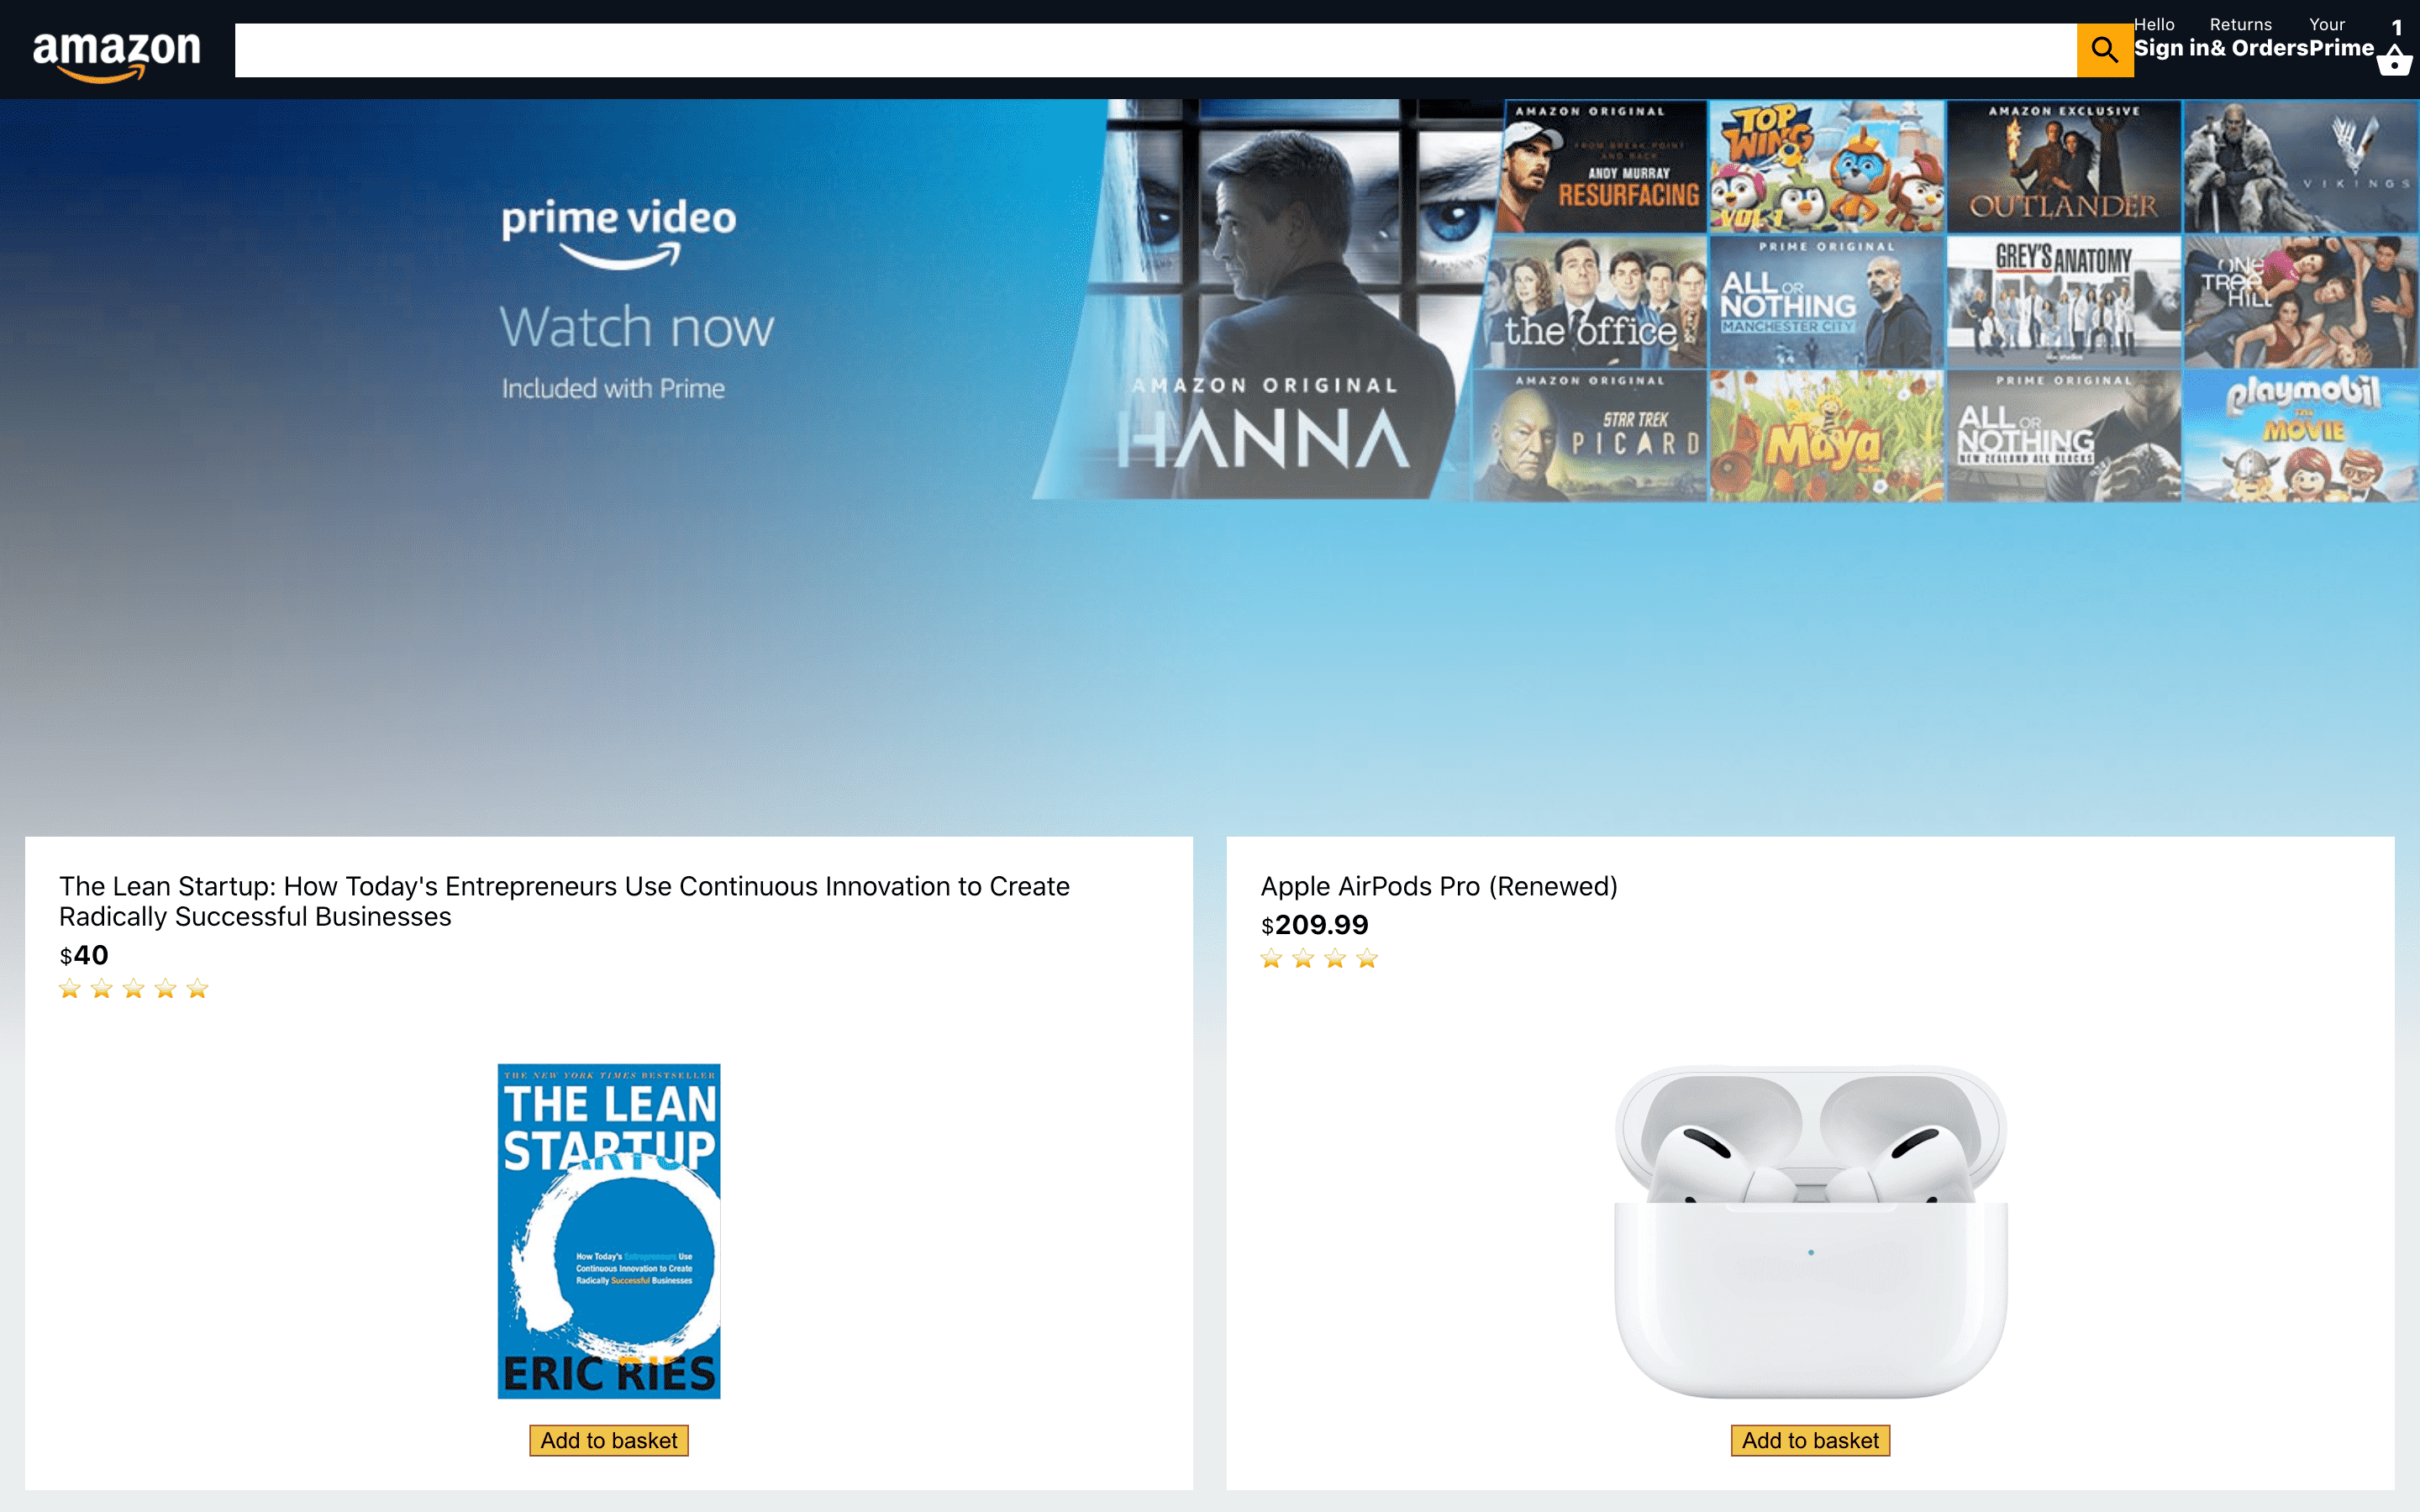 amazon
Hello
Sign in
Returns
& Orders
Your
Prime
1
prime video
Watch now
Included with Prime
AMAZON ORIGINAL
HANNA
AMAZON ORIGINAL
FROM BREAK POINT
AND BACK
ANDY MURRAY
RESURFACING
TOP
WING
VOL 1
AMAZON EXCLUSIVE
OUTLANDER
VIKINGS
the office
PRIME ORIGINAL
ALL OR
NOTHING
MANCHESTER CITY
GREY'S ANATOMY
ONE
TREE
HILL
AMAZON ORIGINAL
STAR TREK
PICARD
Maya
PRIME ORIGINAL
ALL OR
NOTHING
NEW ZEALAND ALL BLACKS
playmobil
THE
MOVIE
The Lean Startup: How Today's Entrepreneurs Use Continuous Innovation to Create
Radically Successful Businesses
$40
THE NEW YORK TIMES BESTSELLER
THE LEAN
STARTUP
How Today's Entrepreneurs Use
Continuous Innovation to Create
Radically Successful Businesses
ERIC RIES
Add to basket
Apple AirPods Pro (Renewed)
$209.99
Add to basket